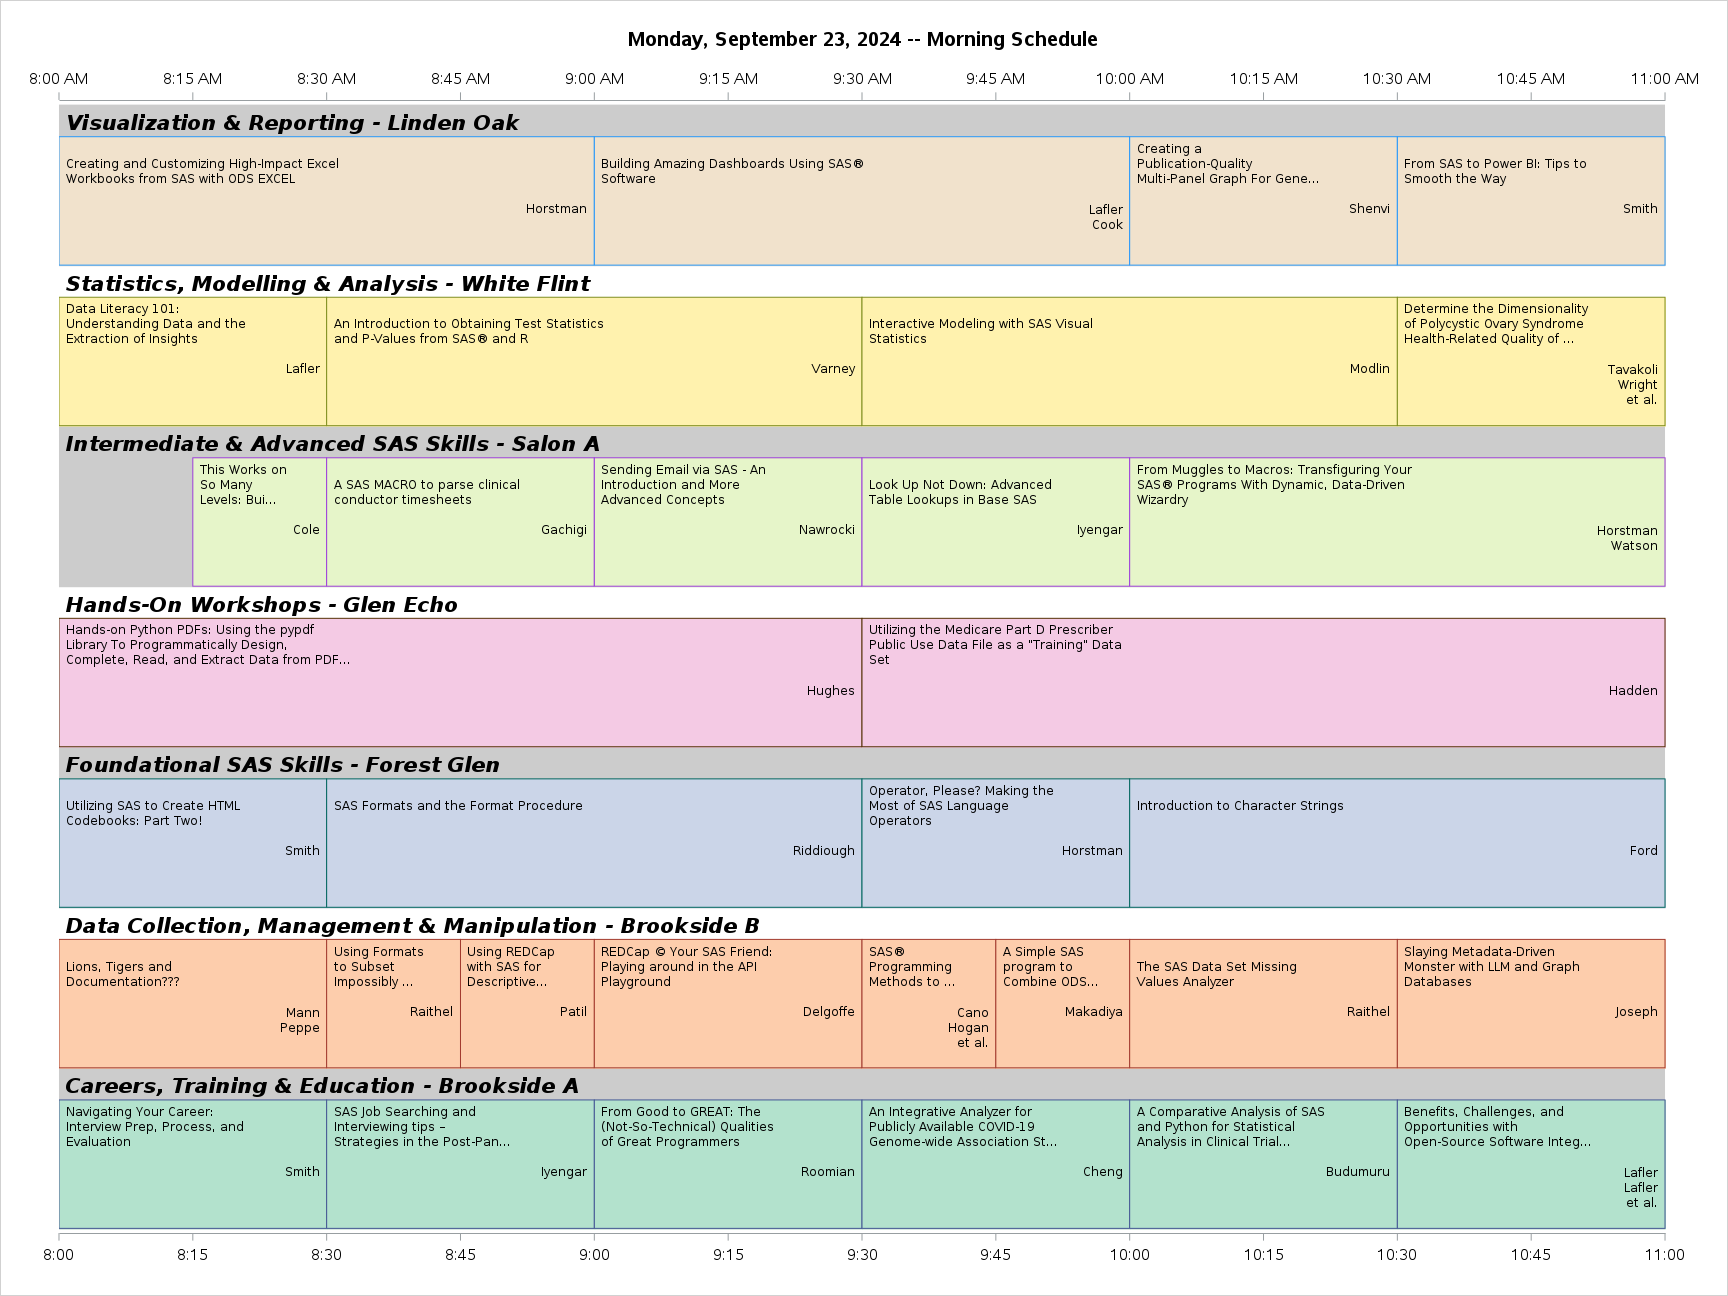 Monday, September 23, 2024 -- Morning Schedule
8:00 AM 8:15 AM 8:30 AM 8:45 AM 9:00 AM 9:15 AM 9:30 AM 9:45 AM 10:00 AM 10:15 AM 10:30 AM 10:45 AM 11:00 AM
Visualization & Reporting - Linden Oak
Creating and Customizing High-Impact Excel
Workbooks from SAS with ODS EXCEL
Horstman
Building Amazing Dashboards Using SAS®
Software
Lafler
Cook
Creating a
Publication-Quality
Multi-Panel Graph For Gene...
Shenvi
From SAS to Power BI: Tips to
Smooth the Way
Smith
Statistics, Modelling & Analysis - White Flint
Data Literacy 101:
Understanding Data and the
Extraction of Insights
Lafler
An Introduction to Obtaining Test Statistics
and P-Values from SAS® and R
Varney
Interactive Modeling with SAS Visual
Statistics
Modlin
Determine the Dimensionality
of Polycystic Ovary Syndrome
Health-Related Quality of ...
Tavakoli
Wright
et al.
Intermediate & Advanced SAS Skills - Salon A
This Works on
So Many
Levels: Bui...
Cole
A SAS MACRO to parse clinical
conductor timesheets
Gachigi
Sending Email via SAS - An
Introduction and More
Advanced Concepts
Nawrocki
Look Up Not Down: Advanced
Table Lookups in Base SAS
Iyengar
From Muggles to Macros: Transfiguring Your
SAS® Programs With Dynamic, Data-Driven
Wizardry
Horstman
Watson
Hands-On Workshops - Glen Echo
Hands-on Python PDFs: Using the pypdf
Library To Programmatically Design,
Complete, Read, and Extract Data from PDF...
Hughes
Utilizing the Medicare Part D Prescriber
Public Use Data File as a "Training" Data
Set
Hadden
Foundational SAS Skills - Forest Glen
Utilizing SAS to Create HTML
Codebooks: Part Two!
Smith
SAS Formats and the Format Procedure
Riddiough
Operator, Please? Making the
Most of SAS Language
Operators
Horstman
Introduction to Character Strings
Ford
Data Collection, Management & Manipulation - Brookside B
Lions, Tigers and
Documentation???
Mann
Peppe
Using Formats
to Subset
Impossibly ...
Raithel
Using REDCap
with SAS for
Descriptive...
Patil
REDCap © Your SAS Friend:
Playing around in the API
Playground
Delgoffe
SAS®
Programming
Methods to ...
Cano
Hogan
et al.
A Simple SAS
program to
Combine ODS...
Makadiya
The SAS Data Set Missing
Values Analyzer
Raithel
Slaying Metadata-Driven
Monster with LLM and Graph
Databases
Joseph
Careers, Training & Education - Brookside A
Navigating Your Career:
Interview Prep, Process, and
Evaluation
Smith
SAS Job Searching and
Interviewing tips –
Strategies in the Post-Pan...
Iyengar
From Good to GREAT: The
(Not-So-Technical) Qualities
of Great Programmers
Roomian
An Integrative Analyzer for
Publicly Available COVID-19
Genome-wide Association St...
Cheng
A Comparative Analysis of SAS
and Python for Statistical
Analysis in Clinical Trial...
Budumuru
Benefits, Challenges, and
Opportunities with
Open-Source Software Integ...
Lafler
Lafler
et al.
8:00 8:15 8:30 8:45 9:00 9:15 9:30 9:45 10:00 10:15 10:30 10:45 11:00